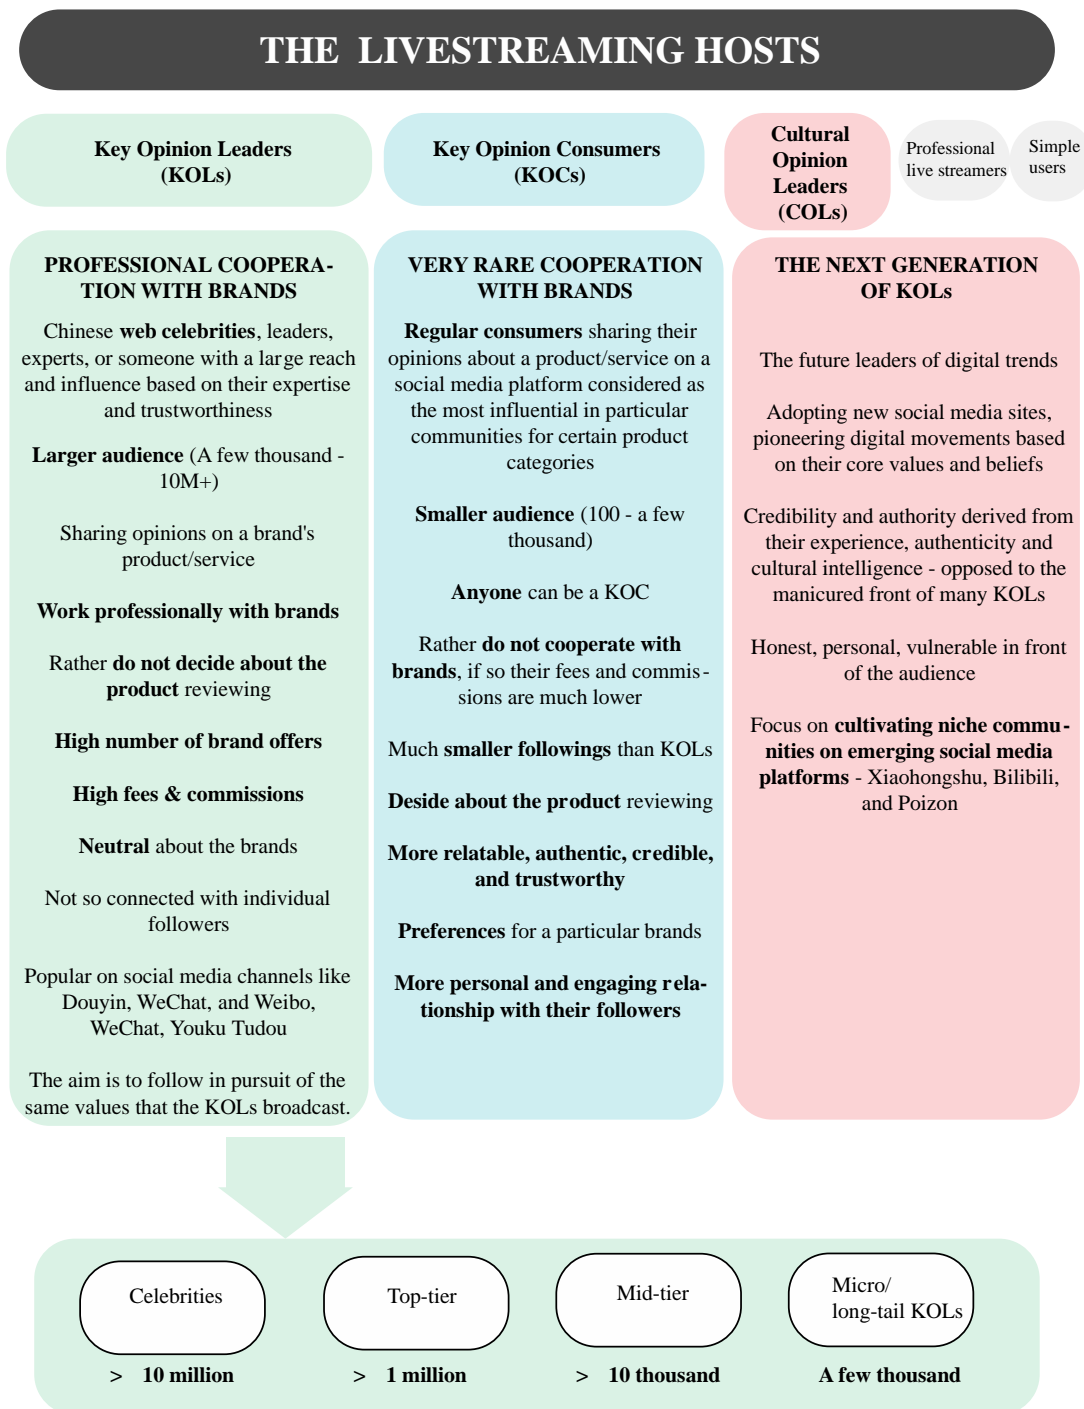 THE LIVESTREAMING HOSTS
Key Opinion Leaders
(KOLs)
Key Opinion Consumers
(KOCs)
Cultural
Opinion
Leaders
(COLs)
Professional
live streamers
Simple
users
PROFESSIONAL COOPERA-
TION WITH BRANDS
Chinese web celebrities, leaders,
experts, or someone with a large reach
and influence based on their expertise
and trustworthiness
Larger audience (A few thousand -
10M+)
Sharing opinions on a brand's
product/service
Work professionally with brands
Rather do not decide about the
product reviewing
High number of brand offers
High fees & commissions
Neutral about the brands
Not so connected with individual
followers
Popular on social media channels like
Douyin, WeChat, and Weibo,
WeChat, Youku Tudou
The aim is to follow in pursuit of the
same values that the KOLs broadcast.
VERY RARE COOPERATION
WITH BRANDS
Regular consumers sharing their
opinions about a product/service on a
social media platform considered as
the most influential in particular
communities for certain product
categories
Smaller audience (100 - a few
thousand)
Anyone can be a KOC
Rather do not cooperate with
brands, if so their fees and commis-
sions are much lower
Much smaller followings than KOLs
Deside about the product reviewing
More relatable, authentic, credible,
and trustworthy
Preferences for a particular brands
More personal and engaging rela-
tionship with their followers
THE NEXT GENERATION
OF KOLs
The future leaders of digital trends
Adopting new social media sites,
pioneering digital movements based
on their core values and beliefs
Credibility and authority derived from
their experience, authenticity and
cultural intelligence - opposed to the
manicured front of many KOLs
Honest, personal, vulnerable in front
of the audience
Focus on cultivating niche commu-
nities on emerging social media
platforms - Xiaohongshu, Bilibili,
and Poizon
Celebrities
Top-tier
Mid-tier
Micro/
long-tail KOLs
> 10 million
> 1 million
> 10 thousand
A few thousand